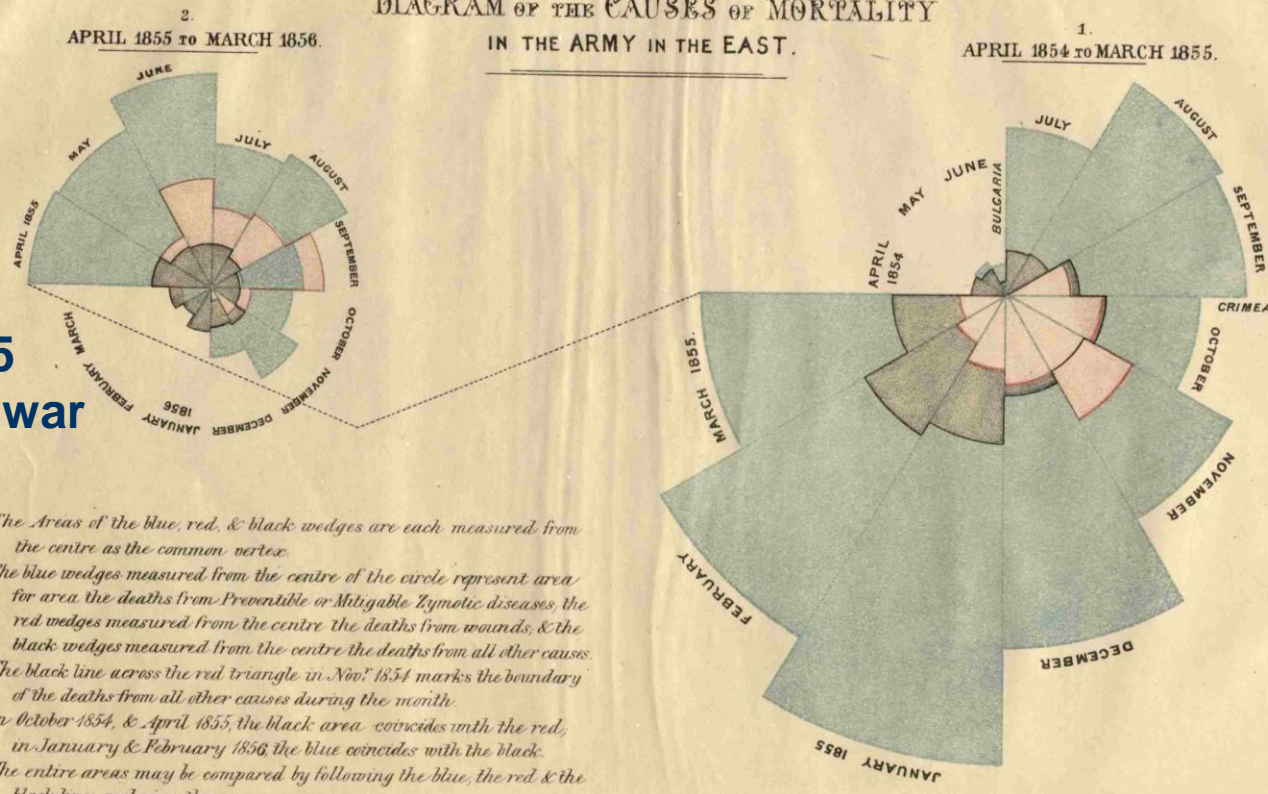 DIAGRAM OF THE CAUSES OF MORTALITY
IN THE ARMY IN THE EAST.
2.
APRIL 1855 TO MARCH 1856.
1.
APRIL 1854 TO MARCH 1855.
JUNE
JULY
AUGUST
SEPTEMBER
OCTOBER
NOVEMBER
DECEMBER
JANUARY
1856
FEBRUARY
MARCH
APRIL 1855
MAY
5
war
APRIL
1854
MAY
JUNE
BULGARIA
JULY
AUGUST
SEPTEMBER
CRIMEA
OCTOBER
NOVEMBER
DECEMBER
JANUARY 1855
FEBRUARY
MARCH 1855.
The Areas of the blue, red, & black wedges are each measured from
the centre as the common vertex.
The blue wedges measured from the centre of the circle represent area
for area the deaths from Preventible or Mitigable Zymotic diseases; the
red wedges measured from the centre the deaths from wounds; & the
black wedges measured from the centre the deaths from all other causes.
The black line across the red triangle in Novr. 1854 marks the boundary
of the deaths from all other causes during the month.
In October 1854, & April 1855, the black area coincides with the red;
in January & February 1856, the blue coincides with the black.
The entire areas may be compared by following the blue, the red & the